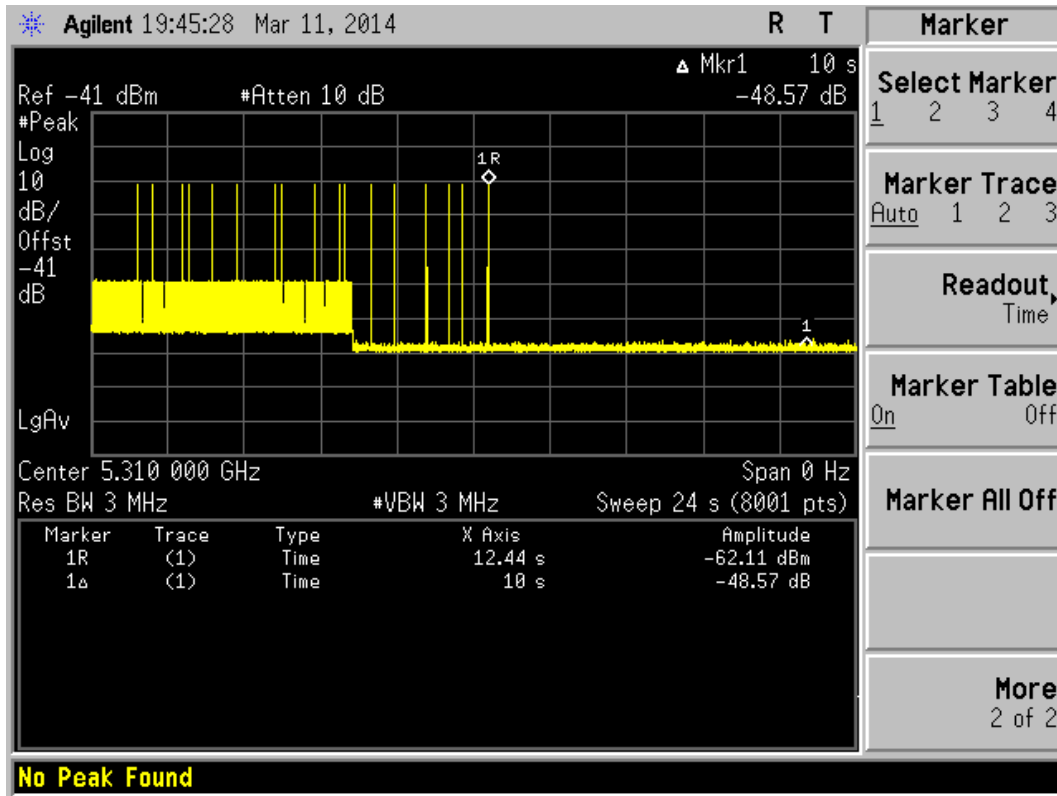 Agilent 19:45:28 Mar 11, 2014 R T
Δ Mkr1 10 s
Ref -41 dBm #Atten 10 dB -48.57 dB
#Peak
Log
10
dB/
Offst
-41
dB
1R
1
LgAv
Center 5.310 000 GHz Span 0 Hz
Res BW 3 MHz #VBW 3 MHz Sweep 24 s (8001 pts)
Marker Trace Type X Axis Amplitude
1R (1) Time 12.44 s -62.11 dBm
1Δ (1) Time 10 s -48.57 dB
No Peak Found
Marker
Select Marker
1 2 3 4
Marker Trace
Auto 1 2 3
Readout
Time
Marker Table
On Off
Marker All Off
More
2 of 2